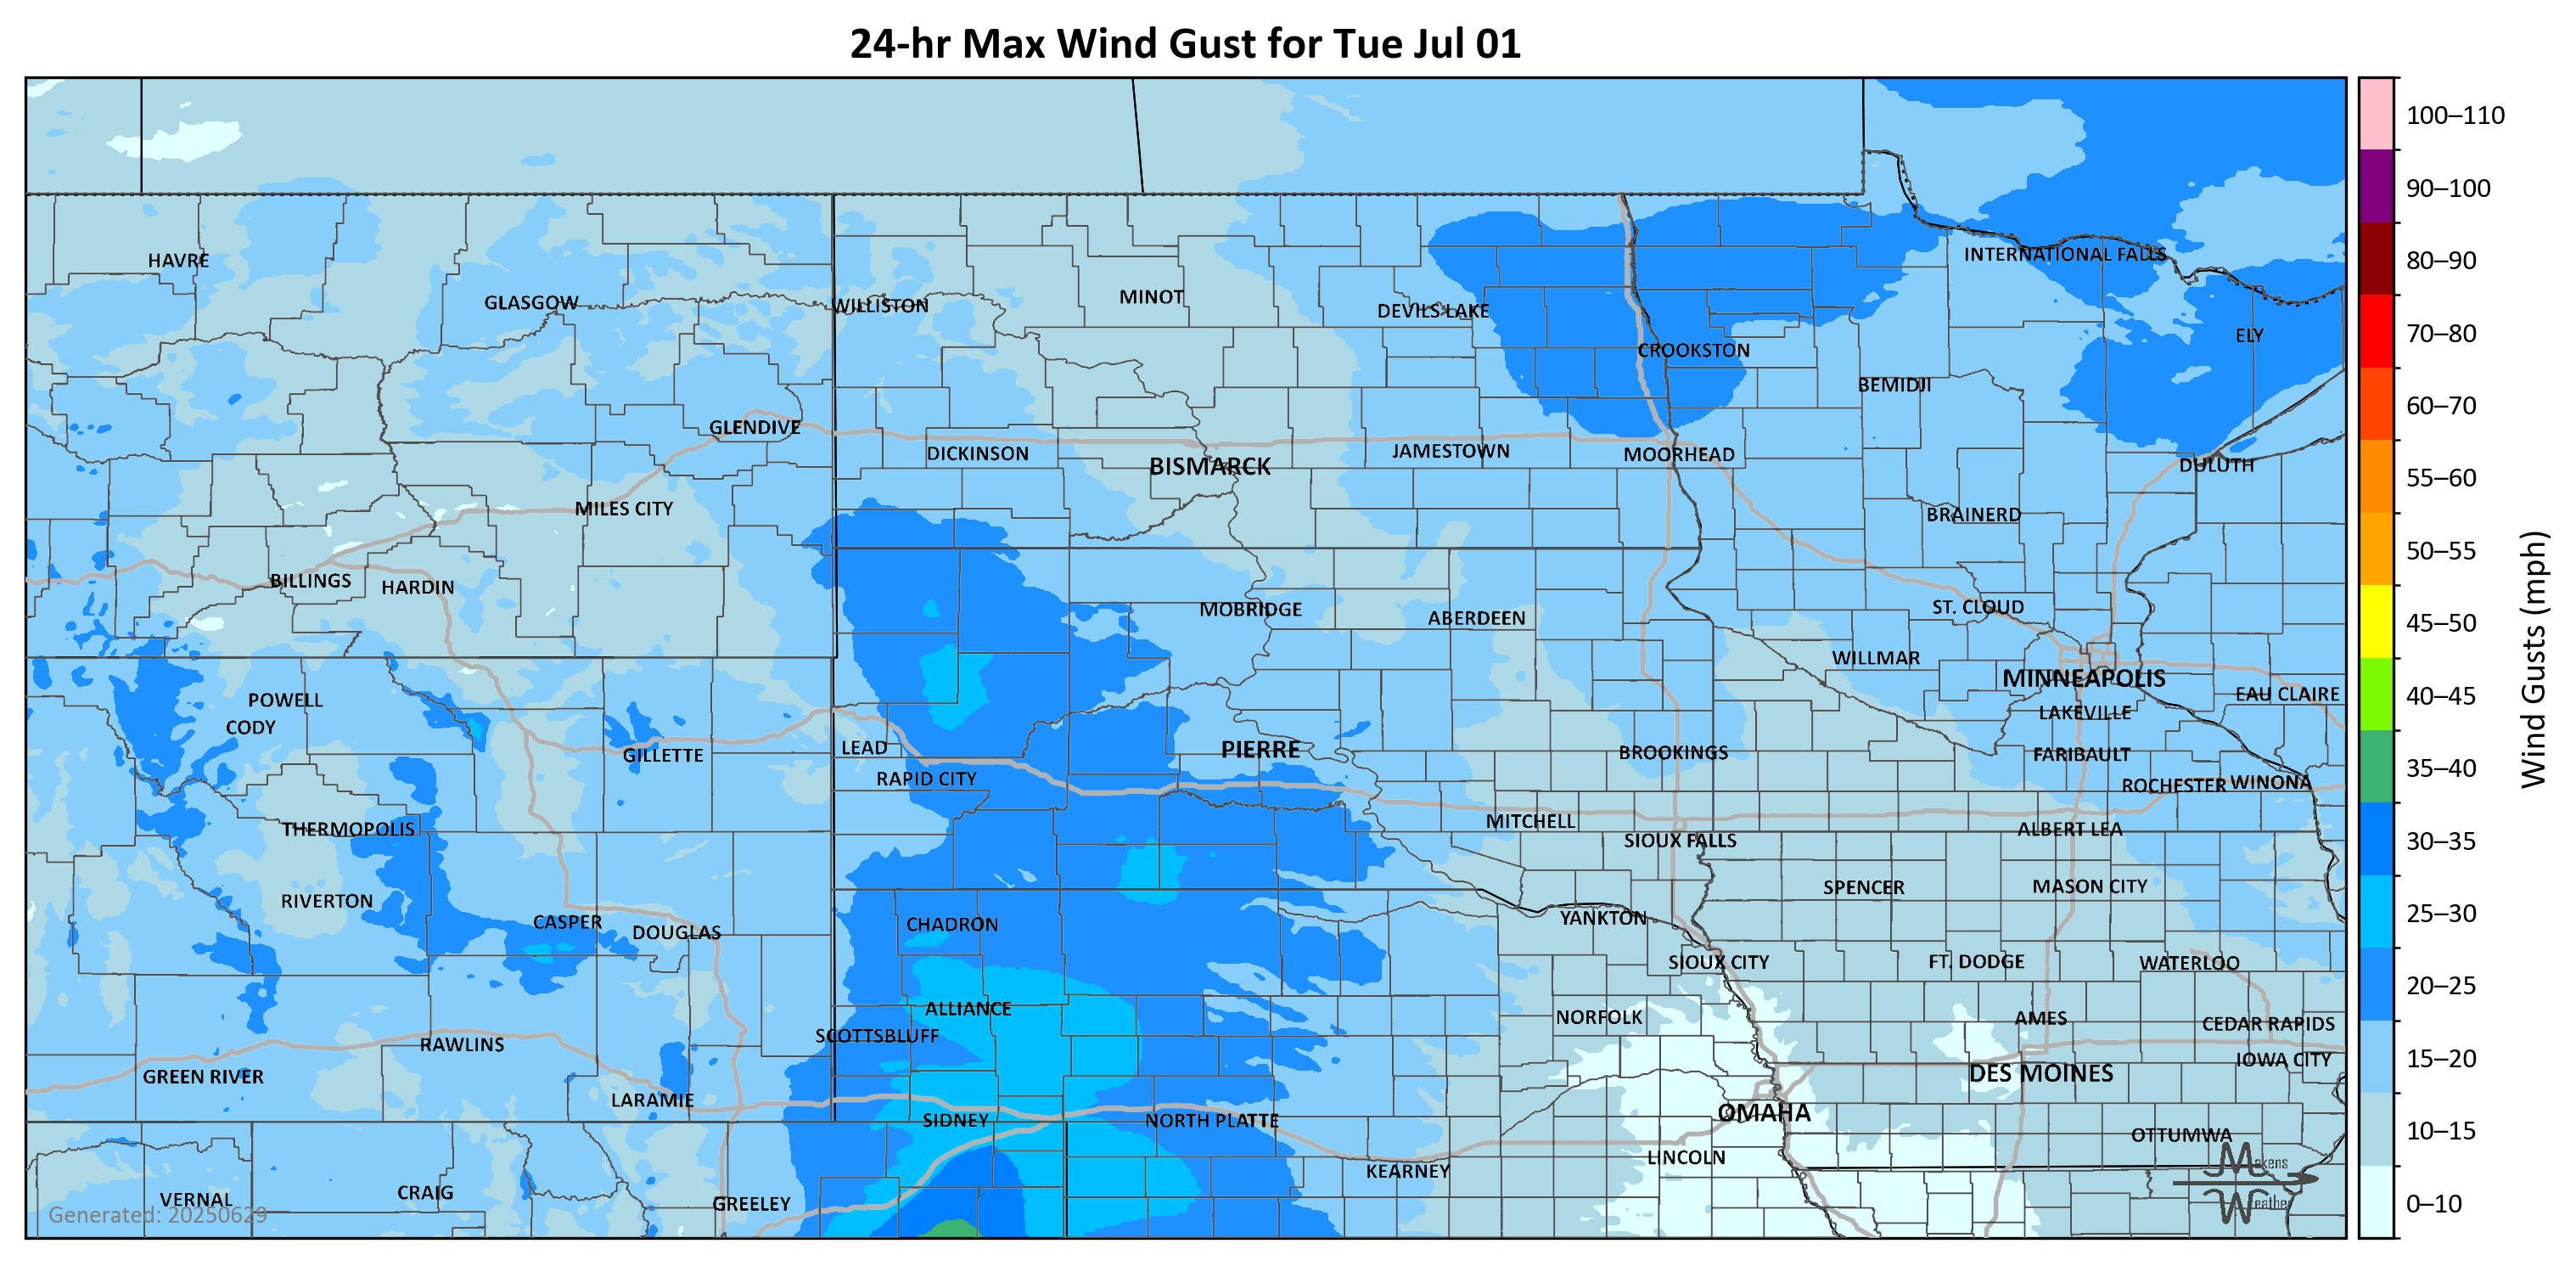 24-hr Max Wind Gust for Tue Jul 01
100–110
90–100
80–90
70–80
60–70
55–60
50–55
45–50
40–45
35–40
30–35
25–30
20–25
15–20
10–15
0–10
Wind Gusts (mph)
HAVRE
GLASGOW
WILLISTON
MINOT
DEVILS LAKE
INTERNATIONAL FALLS
ELY
CROOKSTON
BEMIDJI
GLENDIVE
DICKINSON
BISMARCK
JAMESTOWN
MOORHEAD
DULUTH
MILES CITY
BRAINERD
BILLINGS
HARDIN
MOBRIDGE
ABERDEEN
ST. CLOUD
WILLMAR
MINNEAPOLIS
EAU CLAIRE
POWELL
CODY
LAKEVILLE
GILLETTE
LEAD
PIERRE
BROOKINGS
FARIBAULT
RAPID CITY
ROCHESTER
WINONA
THERMOPOLIS
MITCHELL
SIOUX FALLS
ALBERT LEA
RIVERTON
SPENCER
MASON CITY
CASPER
DOUGLAS
CHADRON
YANKTON
SIOUX CITY
FT. DODGE
WATERLOO
ALLIANCE
NORFOLK
AMES
CEDAR RAPIDS
SCOTTSBLUFF
RAWLINS
IOWA CITY
GREEN RIVER
DES MOINES
LARAMIE
SIDNEY
NORTH PLATTE
OMAHA
OTTUMWA
KEARNEY
LINCOLN
VERNAL
CRAIG
GREELEY
Generated: 20250629
Makens
Weather